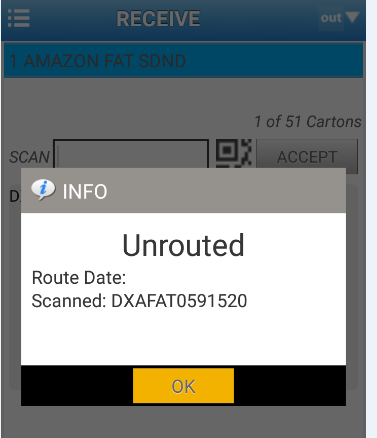 RECEIVE
out
1 AMAZON FAT SDND
1 of 51 Cartons
SCAN
ACCEPT
INFO
Unrouted
Route Date:
Scanned: DXAFAT0591520
OK